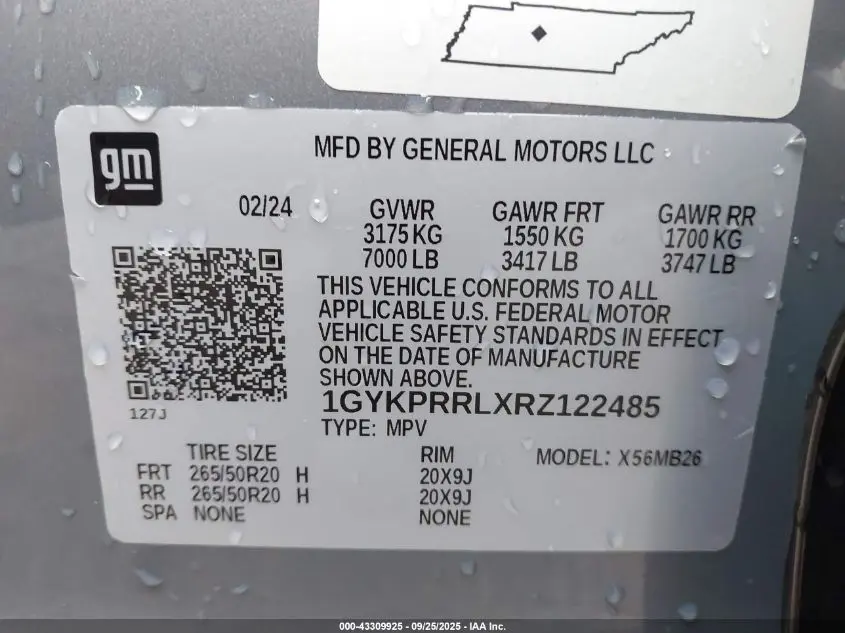 gm
MFD BY GENERAL MOTORS LLC
02/24 GVWR GAWR FRT GAWR RR
3175 KG 1550 KG 1700 KG
7000 LB 3417 LB 3747 LB
THIS VEHICLE CONFORMS TO ALL
APPLICABLE U.S. FEDERAL MOTOR
VEHICLE SAFETY STANDARDS IN EFFECT
ON THE DATE OF MANUFACTURE
SHOWN ABOVE.
1GYKPRRLXRZ122485
127J
TYPE: MPV
TIRE SIZE RIM MODEL: X56MB26
FRT 265/50R20 H 20X9J
RR 265/50R20 H 20X9J
SPA NONE NONE
000-43309925 - 09/25/2025 - IAA Inc.